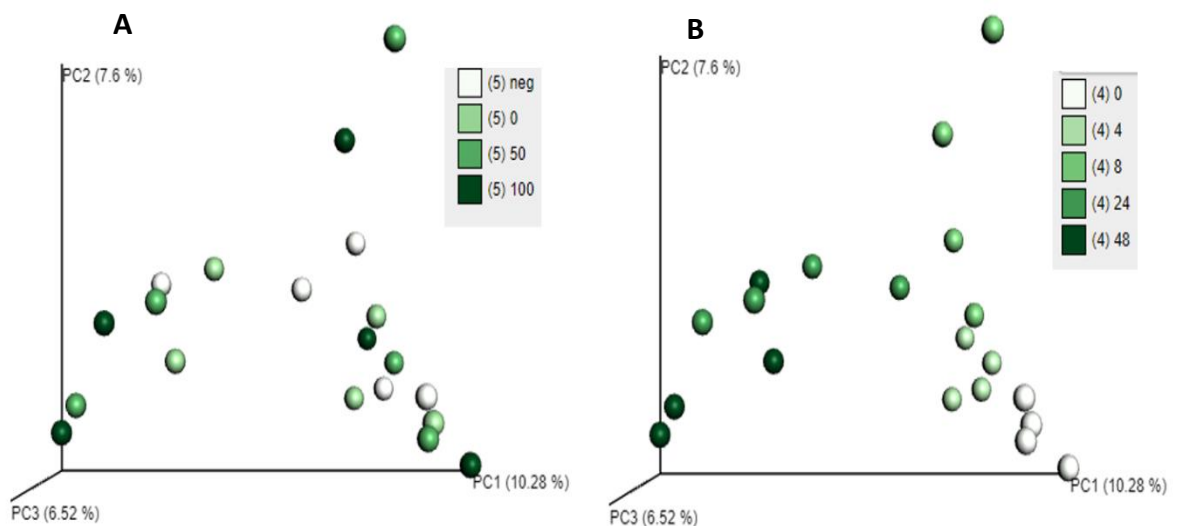 A
PC2 (7.6 %)
(5) neg
(5) 0
(5) 50
(5) 100
PC1 (10.28 %)
PC3 (6.52 %)
B
PC2 (7.6 %)
(4) 0
(4) 4
(4) 8
(4) 24
(4) 48
PC1 (10.28 %)
PC3 (6.52 %)